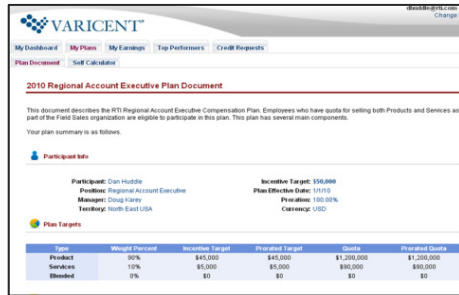 dhuddle@rti.com
Change
VARICENT
My Dashboard My Plans My Earnings Top Performers Credit Requests
Plan Document Self Calculator
2010 Regional Account Executive Plan Document
This document describes the RTI Regional Account Executive Compensation Plan. Employees who have quota for selling both Products and Services as
part of the Field Sales organization are eligible to participate in this plan. This plan has several main components.
Your plan summary is as follows.
Participant Info
Participant: Dan Huddle Incentive Target: $50,000
Position: Regional Account Executive Plan Effective Date: 1/1/10
Manager: Doug Karey Proration: 100.00%
Territory: North East USA Currency: USD
Plan Targets
Type Weight Percent Incentive Target Prorated Target Quota Prorated Quota
Product 90% $45,000 $45,000 $1,200,000 $1,200,000
Services 10% $5,000 $5,000 $90,000 $90,000
Blended 0% $0 $0 $0 $0